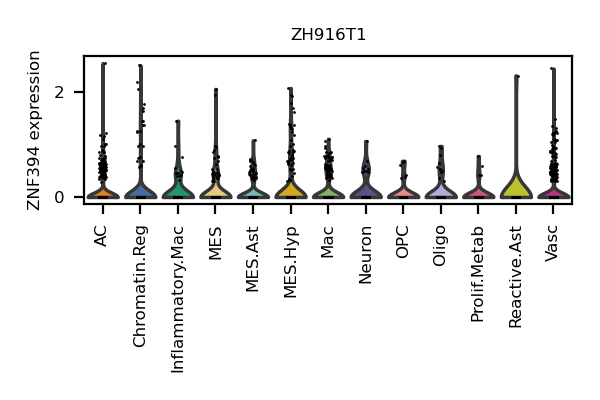 ZH916T1
ZNF394 expression
2
0
AC
Chromatin.Reg
Inflammatory.Mac
MES
MES.Ast
MES.Hyp
Mac
Neuron
OPC
Oligo
Prolif.Metab
Reactive.Ast
Vasc